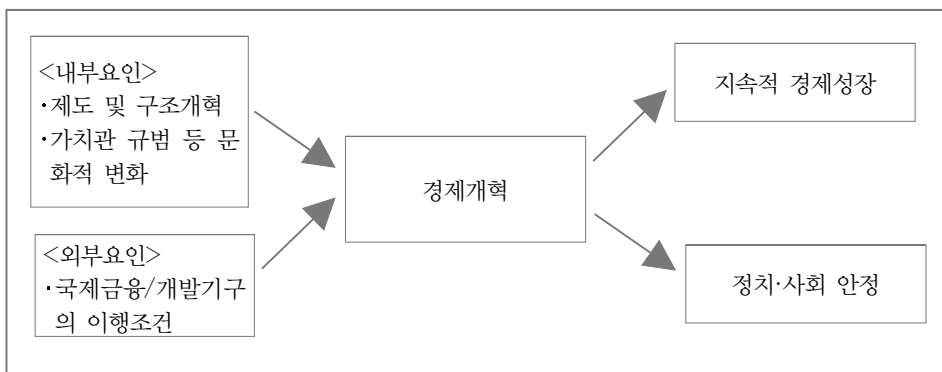 <내부요인>
·제도 및 구조개혁
·가치관 규범 등 문
화적 변화
<외부요인>
·국제금융/개발기구
의 이행조건
경제개혁
지속적 경제성장
정치·사회 안정